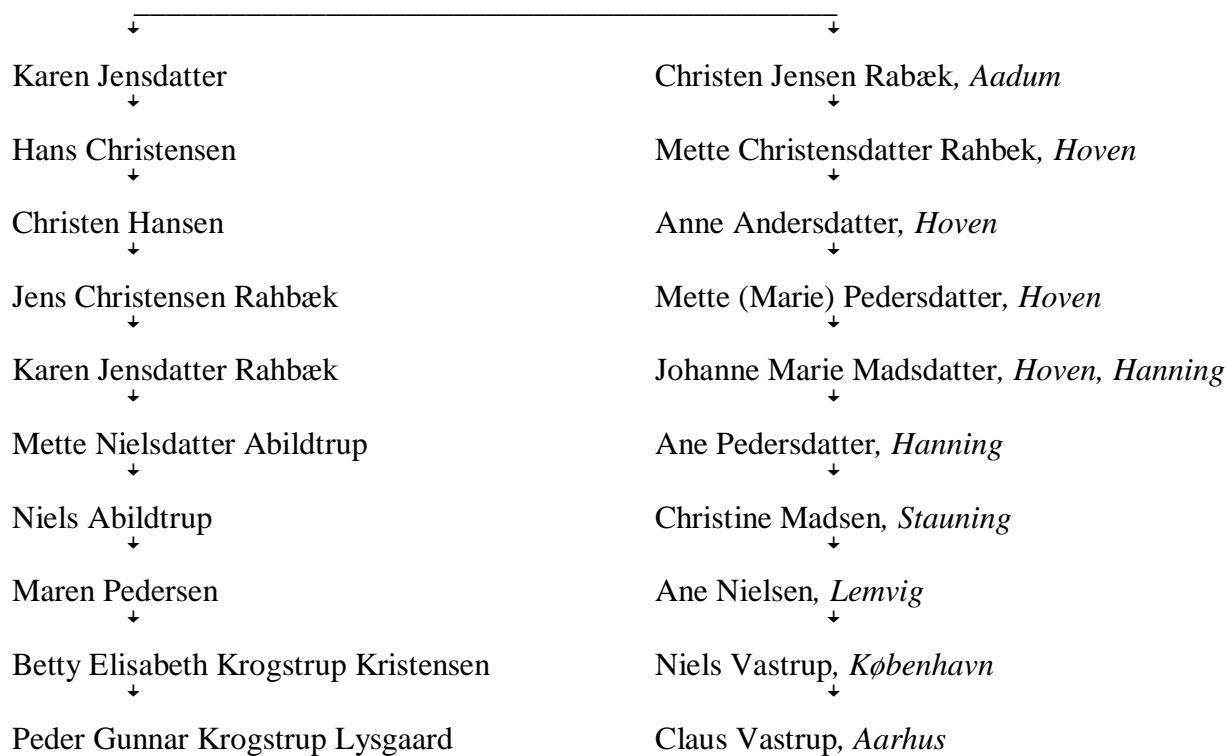 Karen Jensdatter Christen Jensen Rabæk, Aadum
Hans Christensen Mette Christensdatter Rahbek, Hoven
Christen Hansen Anne Andersdatter, Hoven
Jens Christensen Rahbæk Mette (Marie) Pedersdatter, Hoven
Karen Jensdatter Rahbæk Johanne Marie Madsdatter, Hoven, Hanning
Mette Nielsdatter Abildtrup Ane Pedersdatter, Hanning
Niels Abildtrup Christine Madsen, Stauning
Maren Pedersen Ane Nielsen, Lemvig
Betty Elisabeth Krogstrup Kristensen Niels Vastrup, København
Peder Gunnar Krogstrup Lysgaard Claus Vastrup, Aarhus